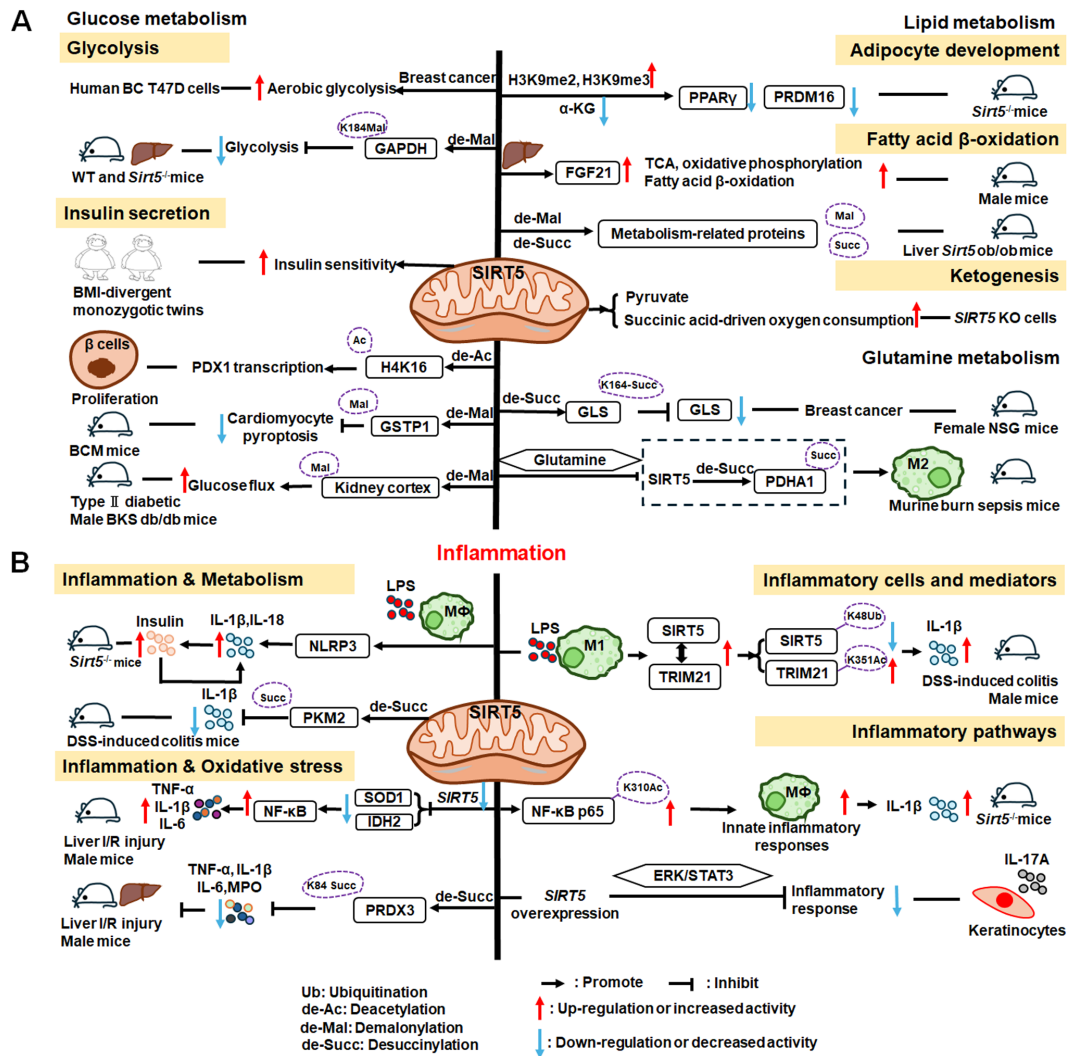 A
Glucose metabolism
Glycolysis
Human BC T47D cells
Aerobic glycolysis
Breast cancer
K184Mal
de-Mal
GAPDH
Glycolysis
WT and Sirt5-/-mice
Insulin secretion
Insulin sensitivity
BMI-divergent
monozygotic twins
SIRT5
β cells
Proliferation
PDX1 transcription
Ac
H4K16
de-Ac
BCM mice
Cardiomyocyte
pyroptosis
Mal
GSTP1
de-Mal
Type Ⅱ diabetic
Male BKS db/db mice
Glucose flux
Mal
Kidney cortex
de-Mal
Lipid metabolism
Adipocyte development
H3K9me2, H3K9me3
α-KG
PPARγ
PRDM16
Sirt5-/-mice
Fatty acid β-oxidation
FGF21
TCA, oxidative phosphorylation
Fatty acid β-oxidation
Male mice
de-Mal
de-Succ
Metabolism-related proteins
Mal
Succ
Liver Sirt5 ob/ob mice
Ketogenesis
Pyruvate
Succinic acid-driven oxygen consumption
SIRT5 KO cells
Glutamine metabolism
de-Succ
GLS
K164-Succ
GLS
Breast cancer
Female NSG mice
Glutamine
SIRT5
de-Succ
Succ
PDHA1
M2
Murine burn sepsis mice
B
Inflammation
Inflammation & Metabolism
LPS
MΦ
Insulin
IL-1β,IL-18
NLRP3
Sirt5-/-mice
IL-1β
Succ
PKM2
de-Succ
DSS-induced colitis mice
SIRT5
Inflammation & Oxidative stress
TNF-α
IL-1β
IL-6
NF-κB
SOD1
IDH2
SIRT5
Liver I/R injury
Male mice
TNF-α, IL-1β
IL-6,MPO
K84 Succ
PRDX3
de-Succ
Liver I/R injury
Male mice
Inflammatory cells and mediators
LPS
M1
SIRT5
TRIM21
SIRT5
K48Ub
TRIM21
K351Ac
IL-1β
DSS-induced colitis
Male mice
Inflammatory pathways
NF-κB p65
K310Ac
MΦ
Innate inflammatory
responses
IL-1β
Sirt5-/-mice
SIRT5
overexpression
ERK/STAT3
Inflammatory
response
IL-17A
Keratinocytes
Ub: Ubiquitination
de-Ac: Deacetylation
de-Mal: Demalonylation
de-Succ: Desuccinylation
: Promote
: Inhibit
: Up-regulation or increased activity
: Down-regulation or decreased activity